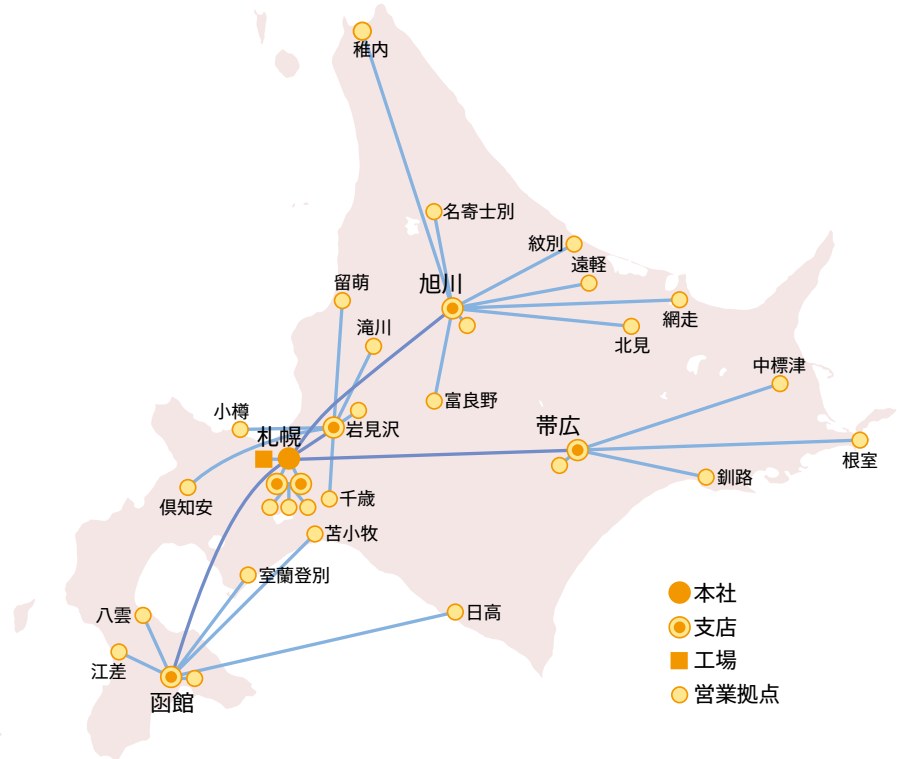 稚内
名寄士別
紋別
遠軽
旭川
留萌
網走
滝川
北見
中標津
富良野
小樽
帯広
岩見沢
札幌
根室
釧路
倶知安
千歳
苫小牧
室蘭登別
八雲
日高
江差
函館
本社
支店
工場
営業拠点